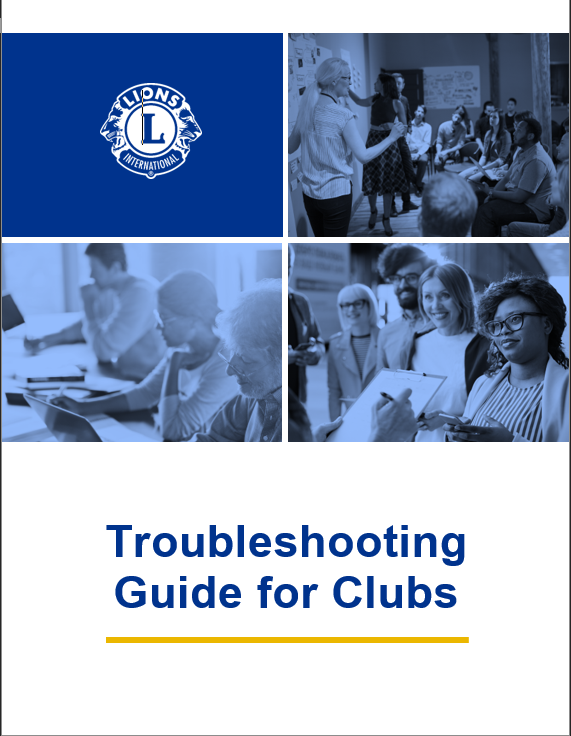 LIONS
L
INTERNATIONAL
®
Troubleshooting
Guide for Clubs